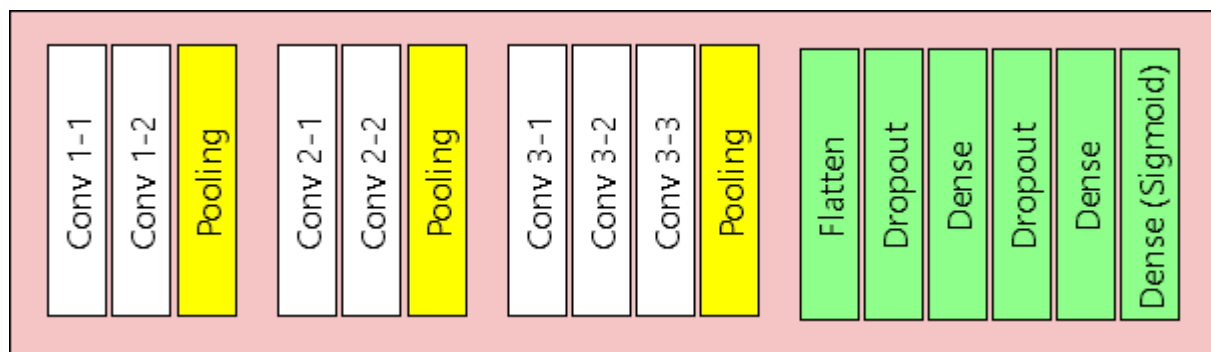 Conv 1-1
Conv 1-2
Pooling
Conv 2-1
Conv 2-2
Pooling
Conv 3-1
Conv 3-2
Conv 3-3
Pooling
Flatten
Dropout
Dense
Dropout
Dense
Dense (Sigmoid)